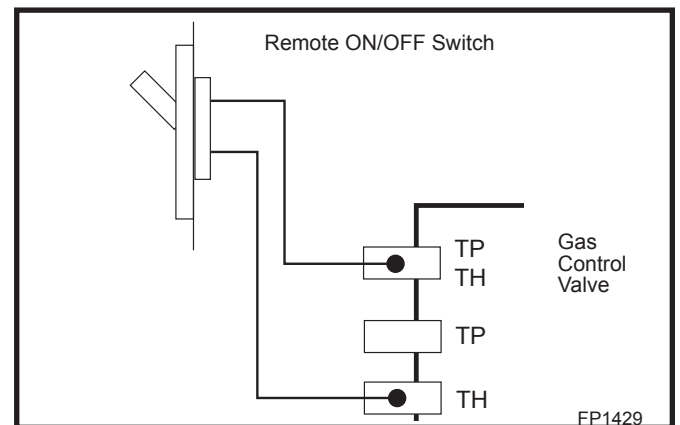 Remote ON/OFF Switch
TP
TH
Gas
Control
Valve
TP
TH
FP1429